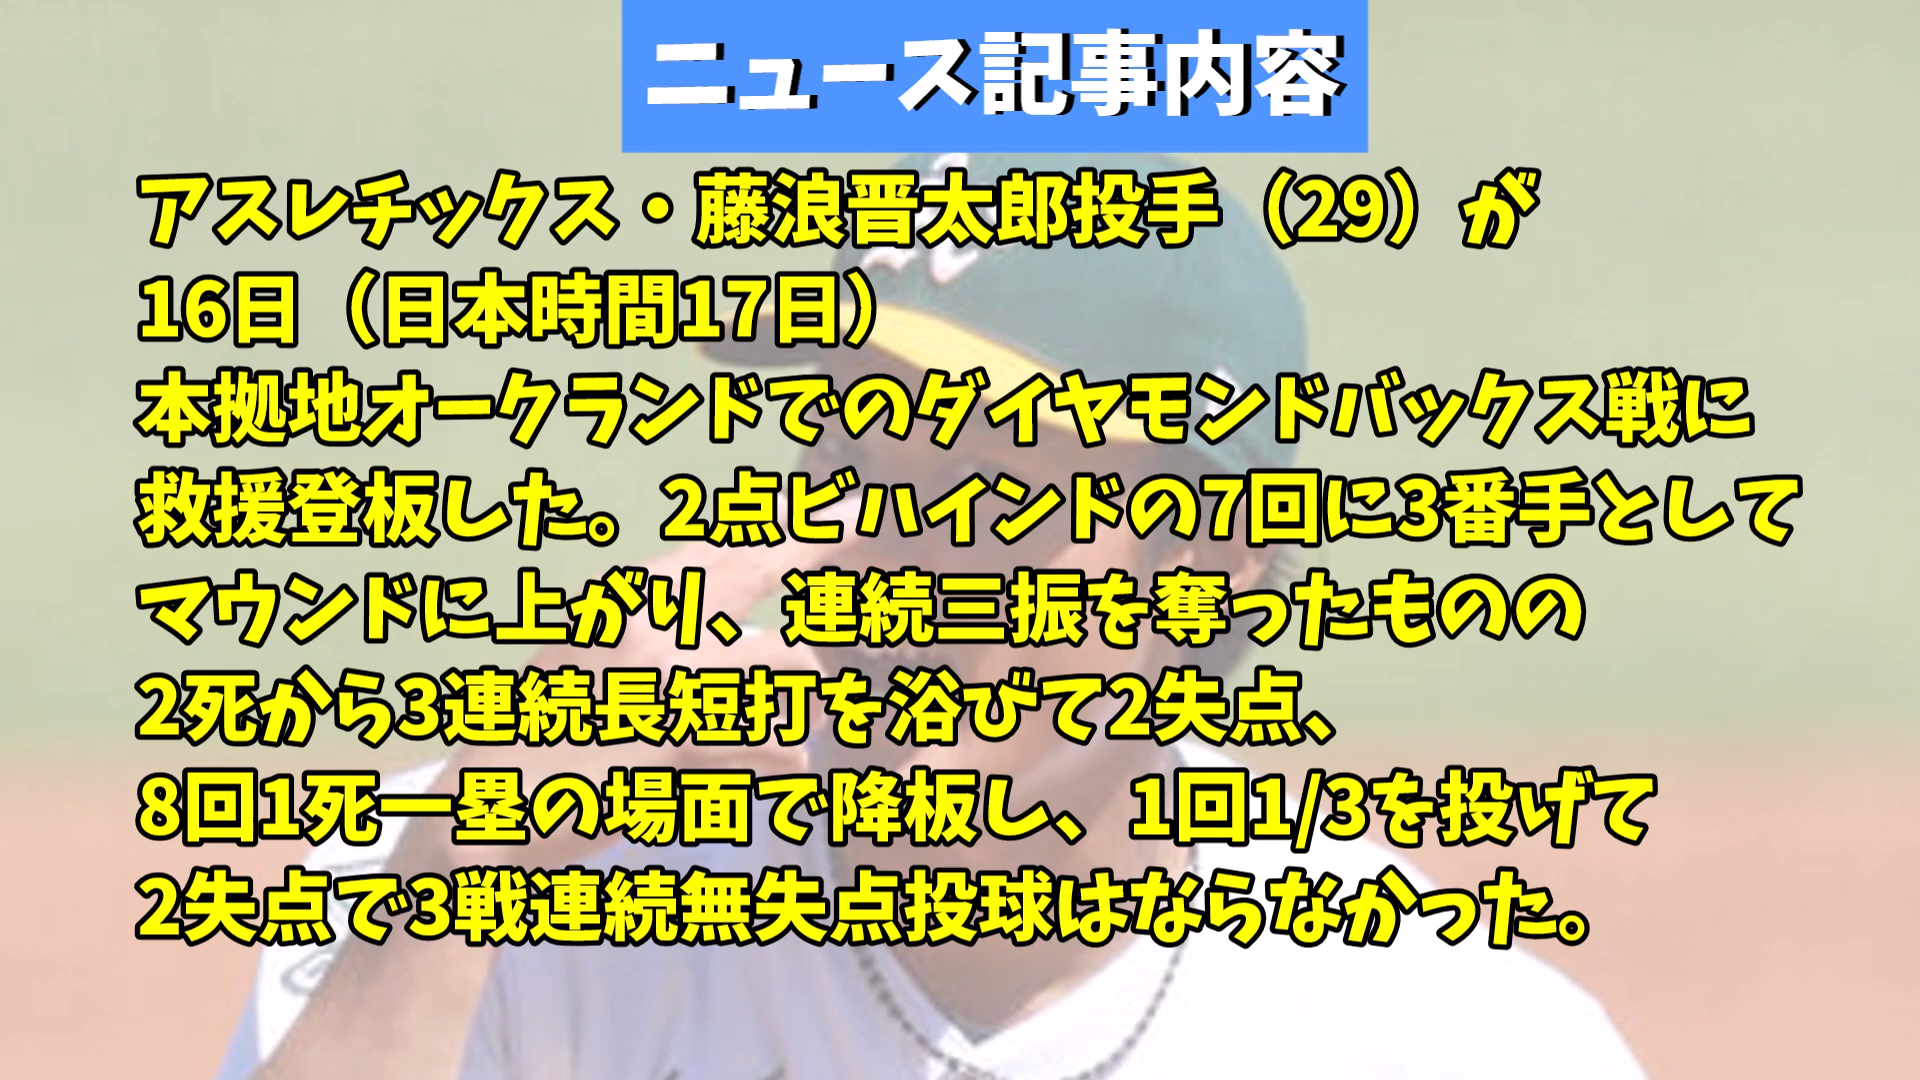 ニュース記事内容
アスレチックス・藤浪晋太郎投手（29）が
16日（日本時間17日）
本拠地オークランドでのダイヤモンドバックス戦に
救援登板した。2点ビハインドの7回に3番手として
マウンドに上がり、連続三振を奪ったものの
2死から3連続長短打を浴びて2失点、
8回1死一塁の場面で降板し、1回1/3を投げて
2失点で3戦連続無失点投球はならなかった。